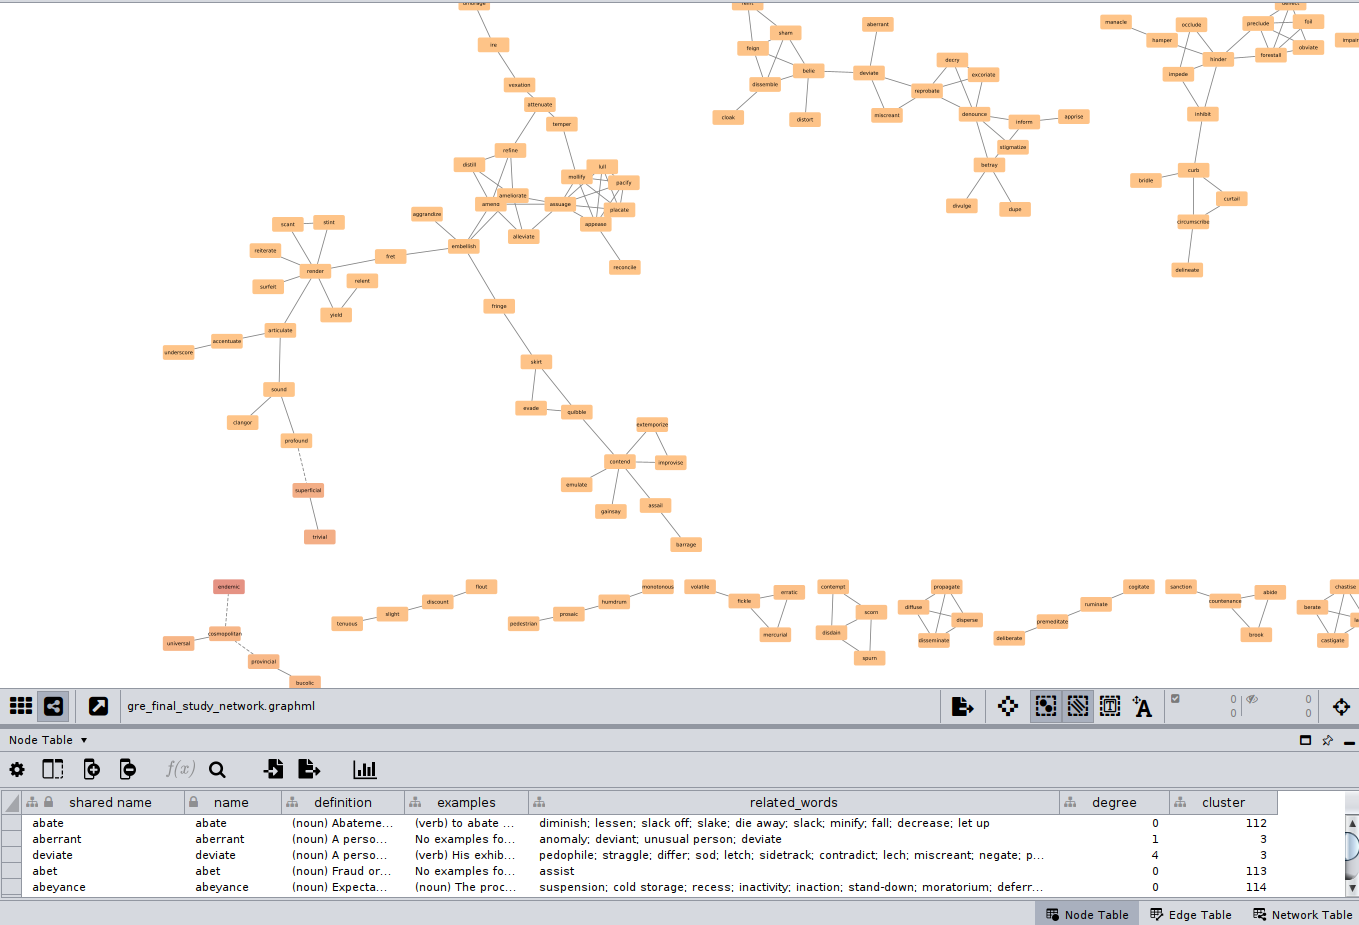 umbrage
ire
vexation
attenuate
temper
refine
distill
lull
mollify
pacify
ameliorate
amend
assuage
placate
aggrandize
appease
alleviate
embellish
reconcile
scant
stint
reiterate
fret
render
surfeit
relent
yield
fringe
articulate
accentuate
underscore
skirt
sound
evade
quibble
clangor
extemporize
profound
contend
improvise
emulate
superficial
assail
gainsay
trivial
barrage
sham
feign
belie
dissemble
cloak
distort
aberrant
deviate
decry
excoriate
reprobate
miscreant
denounce
inform
apprise
stigmatize
betray
divulge
dupe
manacle
occlude
preclude
foil
hamper
obviate
impair
hinder
forestall
impede
inhibit
curb
bridle
curtail
circumscribe
delineate
endemic
cosmopolitan
universal
provincial
bucolic
flout
discount
slight
tenuous
monotonous
humdrum
prosaic
pedestrian
volatile
erratic
fickle
mercurial
contempt
scorn
disdain
spurn
propagate
diffuse
disperse
disseminate
cogitate
ruminate
premeditate
deliberate
sanction
abide
countenance
brook
chastise
berate
castigate
gre_final_study_network.graphml
0 0
0 0
Node Table
f(x)
shared name name definition examples related_words degree cluster
abate abate (noun) Abateme... (verb) to abate ... diminish; lessen; slack off; slake; die away; slack; minify; fall; decrease; let up 0 112
aberrant aberrant (noun) A perso... No examples fo... anomaly; deviant; unusual person; deviate 1 3
deviate deviate (noun) A perso... (verb) His exhib... pedophile; straggle; differ; sod; letch; sidetrack; contradict; lech; miscreant; negate; p... 4 3
abet abet (noun) Fraud or... No examples fo... assist 0 113
abeyance abeyance (noun) Expecta... (noun) The proc... suspension; cold storage; recess; inactivity; inaction; stand-down; moratorium; deferr... 0 114
Node Table Edge Table Network Table